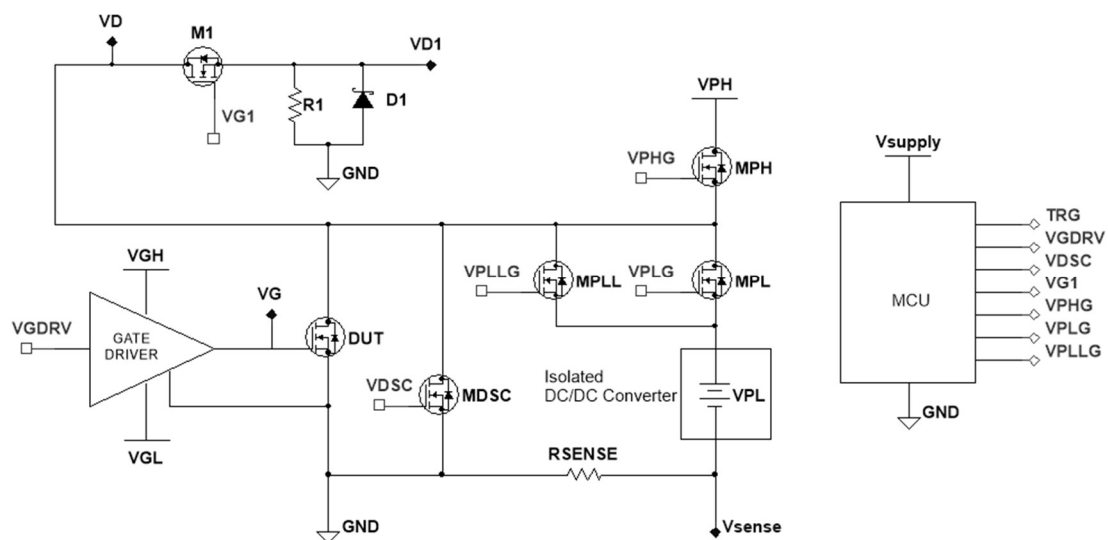 VD
M1
VD1
VG1
R1
D1
GND
VPH
VPHG
MPH
Vsupply
VGH
VG
VGDRV
GATE
DRIVER
VGL
DUT
VDSC
MDSC
VPLLG
MPLL
VPLG
MPL
Isolated
DC/DC Converter
VPL
RSENSE
GND
Vsense
MCU
TRG
VGDRV
VDSC
VG1
VPHG
VPLG
VPLLG
GND